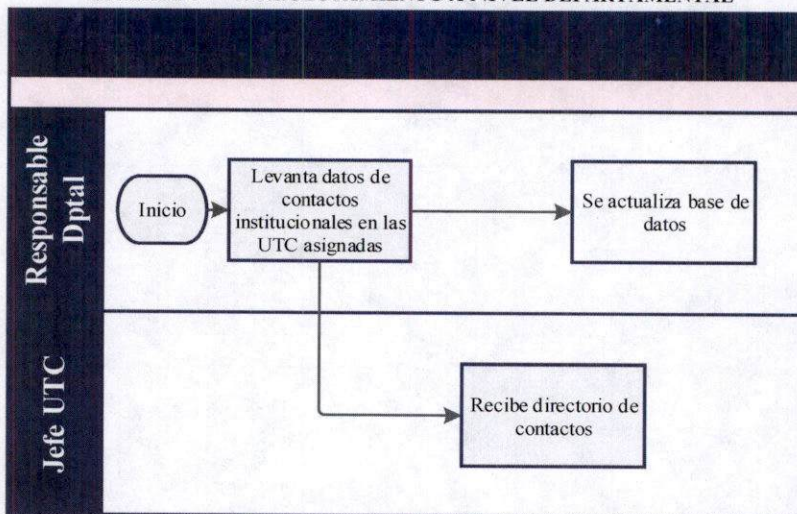 DEPARTAMENTAL
Responsable
Dptal
Inicio
Levanta datos de
contactos
institucionales en las
UTC asignadas
Se actualiza base de
datos
Jefe UTC
Recibe directorio de
contactos